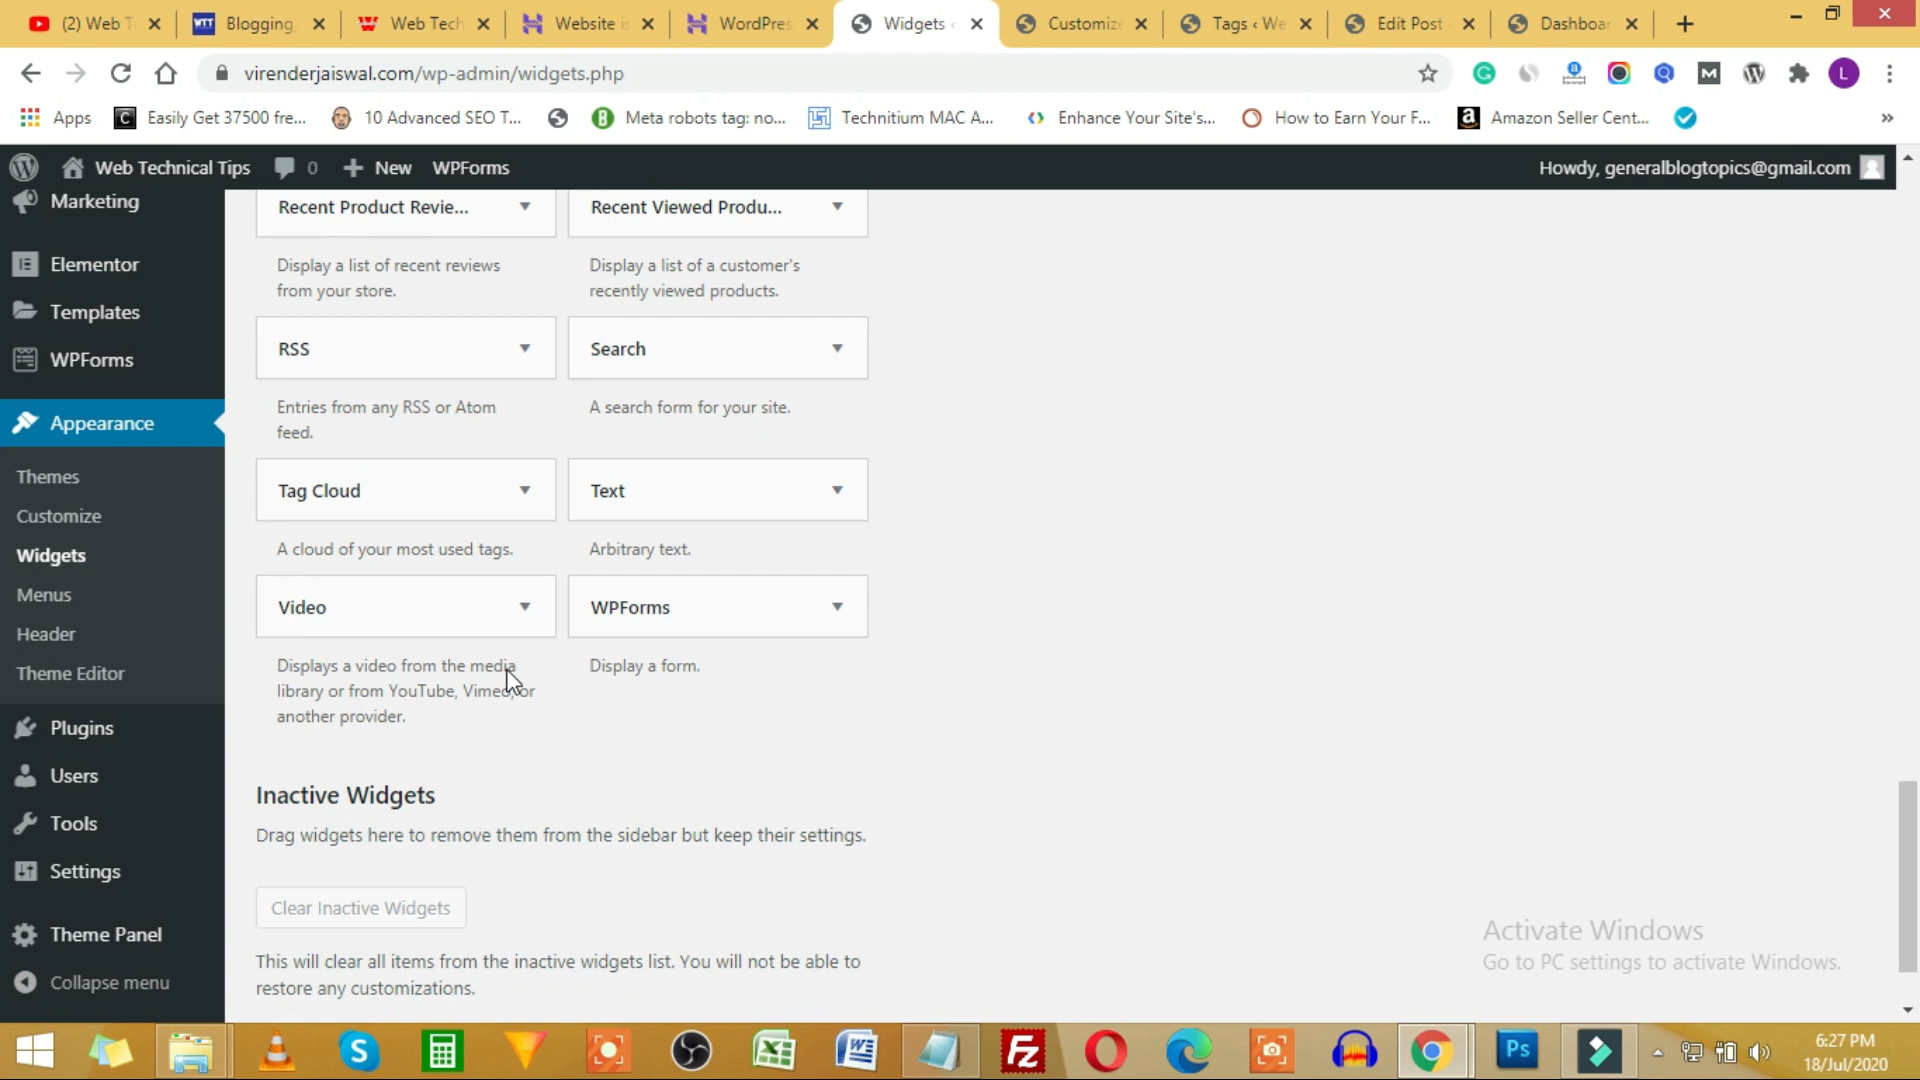 (2) Web T
Blogging,
Web Tech
Website is
WordPres
Widgets ‹
Customize
Tags ‹ We
Edit Post
Dashboar
virenderjaiswal.com/wp-admin/widgets.php
Apps
Easily Get 37500 fre...
10 Advanced SEO T...
Meta robots tag: no...
Technitium MAC A...
Enhance Your Site's...
How to Earn Your F...
Amazon Seller Cent...
Web Technical Tips
0
New
WPForms
Howdy, generalblogtopics@gmail.com
Marketing
Elementor
Templates
WPForms
Appearance
Themes
Customize
Widgets
Menus
Header
Theme Editor
Plugins
Users
Tools
Settings
Theme Panel
Collapse menu
Recent Product Revie...
Recent Viewed Produ...
Display a list of recent reviews
from your store.
Display a list of a customer's
recently viewed products.
RSS
Search
Entries from any RSS or Atom
feed.
A search form for your site.
Tag Cloud
Text
A cloud of your most used tags.
Arbitrary text.
Video
WPForms
Displays a video from the media
library or from YouTube, Vimeo, or
another provider.
Display a form.
Inactive Widgets
Drag widgets here to remove them from the sidebar but keep their settings.
Clear Inactive Widgets
This will clear all items from the inactive widgets list. You will not be able to
restore any customizations.
Activate Windows
Go to PC settings to activate Windows.
6:27 PM
18/Jul/2020